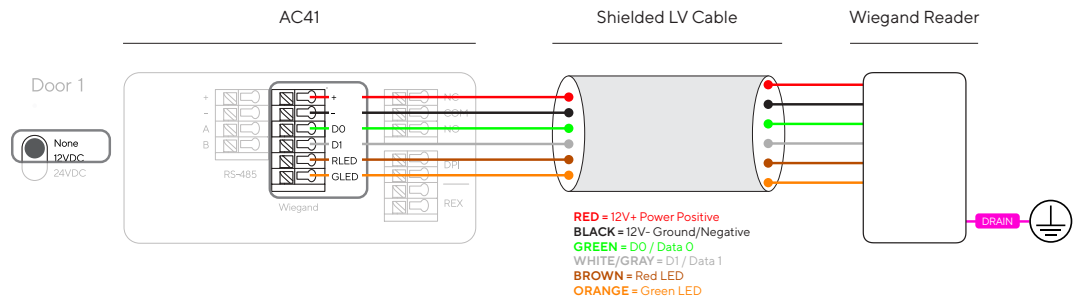 AC41
Shielded LV Cable
Wiegand Reader
Door 1
None
12VDC
24VDC
+
-
A
B
RS-485
+
-
D0
D1
RLED
GLED
Wiegand
NC
COM
NO
DPI
REX
DRAIN
RED = 12V+ Power Positive
BLACK = 12V- Ground/Negative
GREEN = D0 / Data 0
WHITE/GRAY = D1 / Data 1
BROWN = Red LED
ORANGE = Green LED